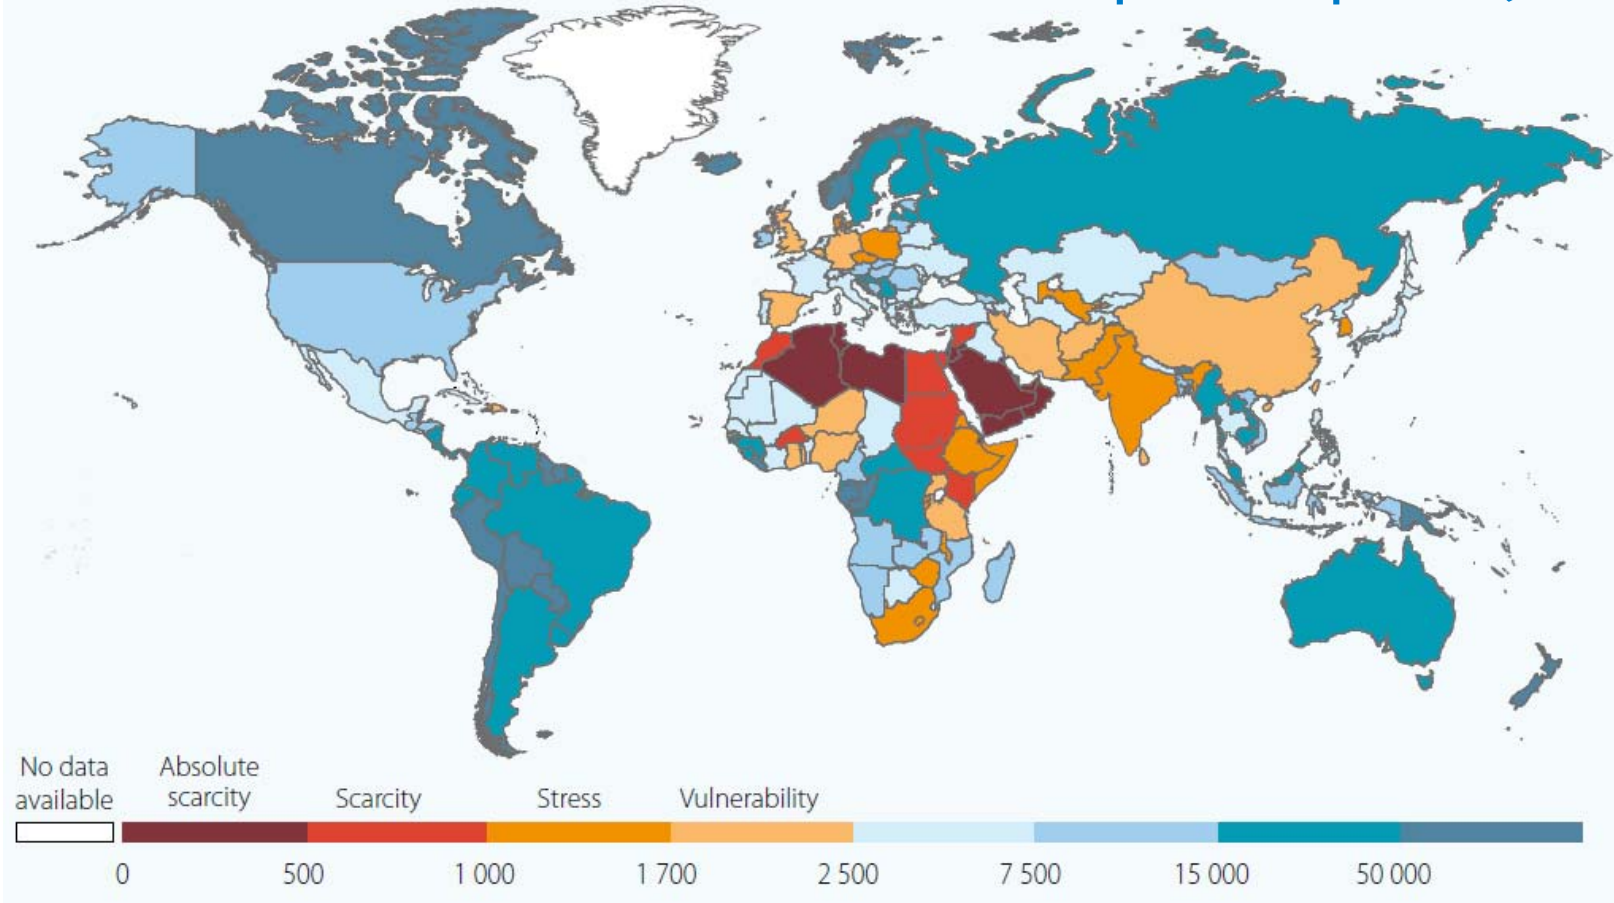 No data
available
Absolute
scarcity
Scarcity
Stress
Vulnerability
0
500
1 000
1 700
2 500
7 500
15 000
50 000